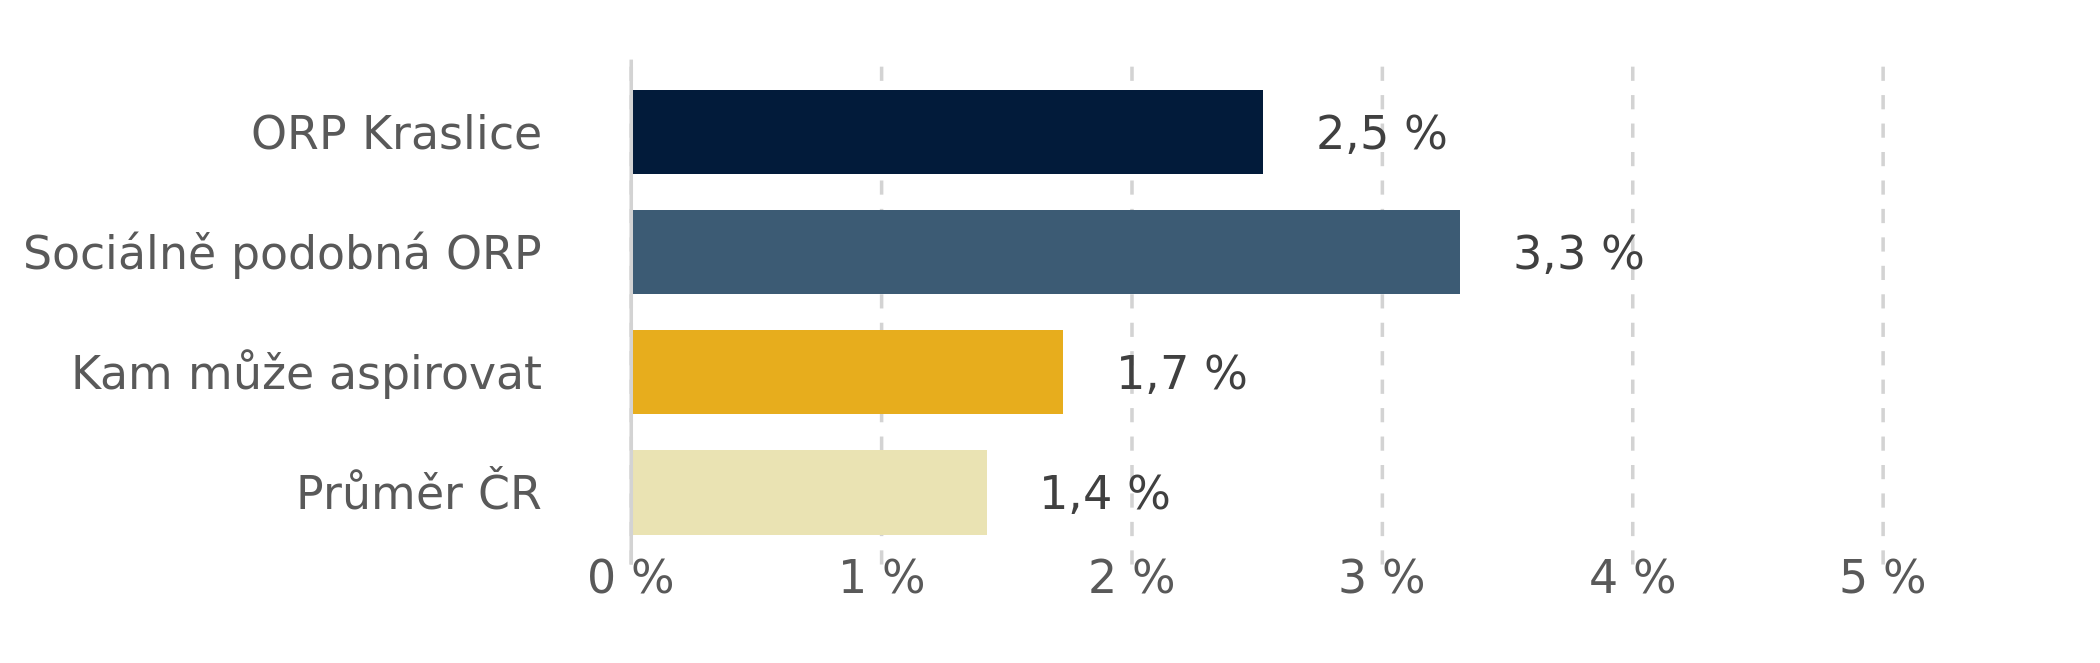 ORP Kraslice 2,5 %
Sociálně podobná ORP 3,3 %
Kam může aspirovat 1,7 %
Průměr ČR 1,4 %
0 % 1 % 2 % 3 % 4 % 5 %